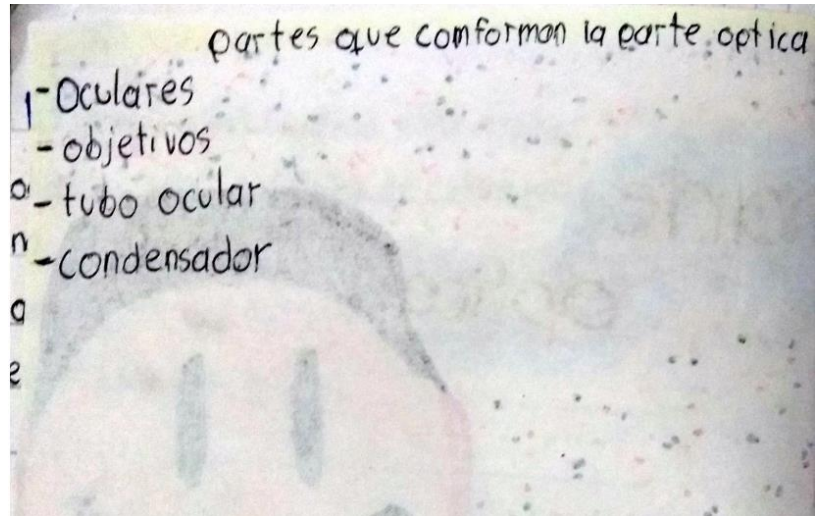 partes que comforman la parte optica
- Oculares
- objetivos
- tubo ocular
- condensador